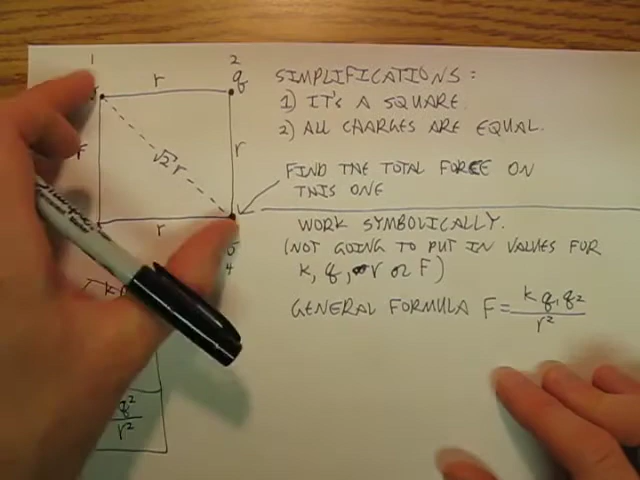 1
2
r
q
r
r
√2 r
r
4
SIMPLIFICATIONS:
1) IT'S A SQUARE.
2) ALL CHARGES ARE EQUAL.
FIND THE TOTAL FORCE ON
THIS ONE
WORK SYMBOLICALLY.
(NOT GOING TO PUT IN VALUES FOR
k, q, r OR F)
GENERAL FORMULA F = k q₁ q₂ / r²
q²
r²